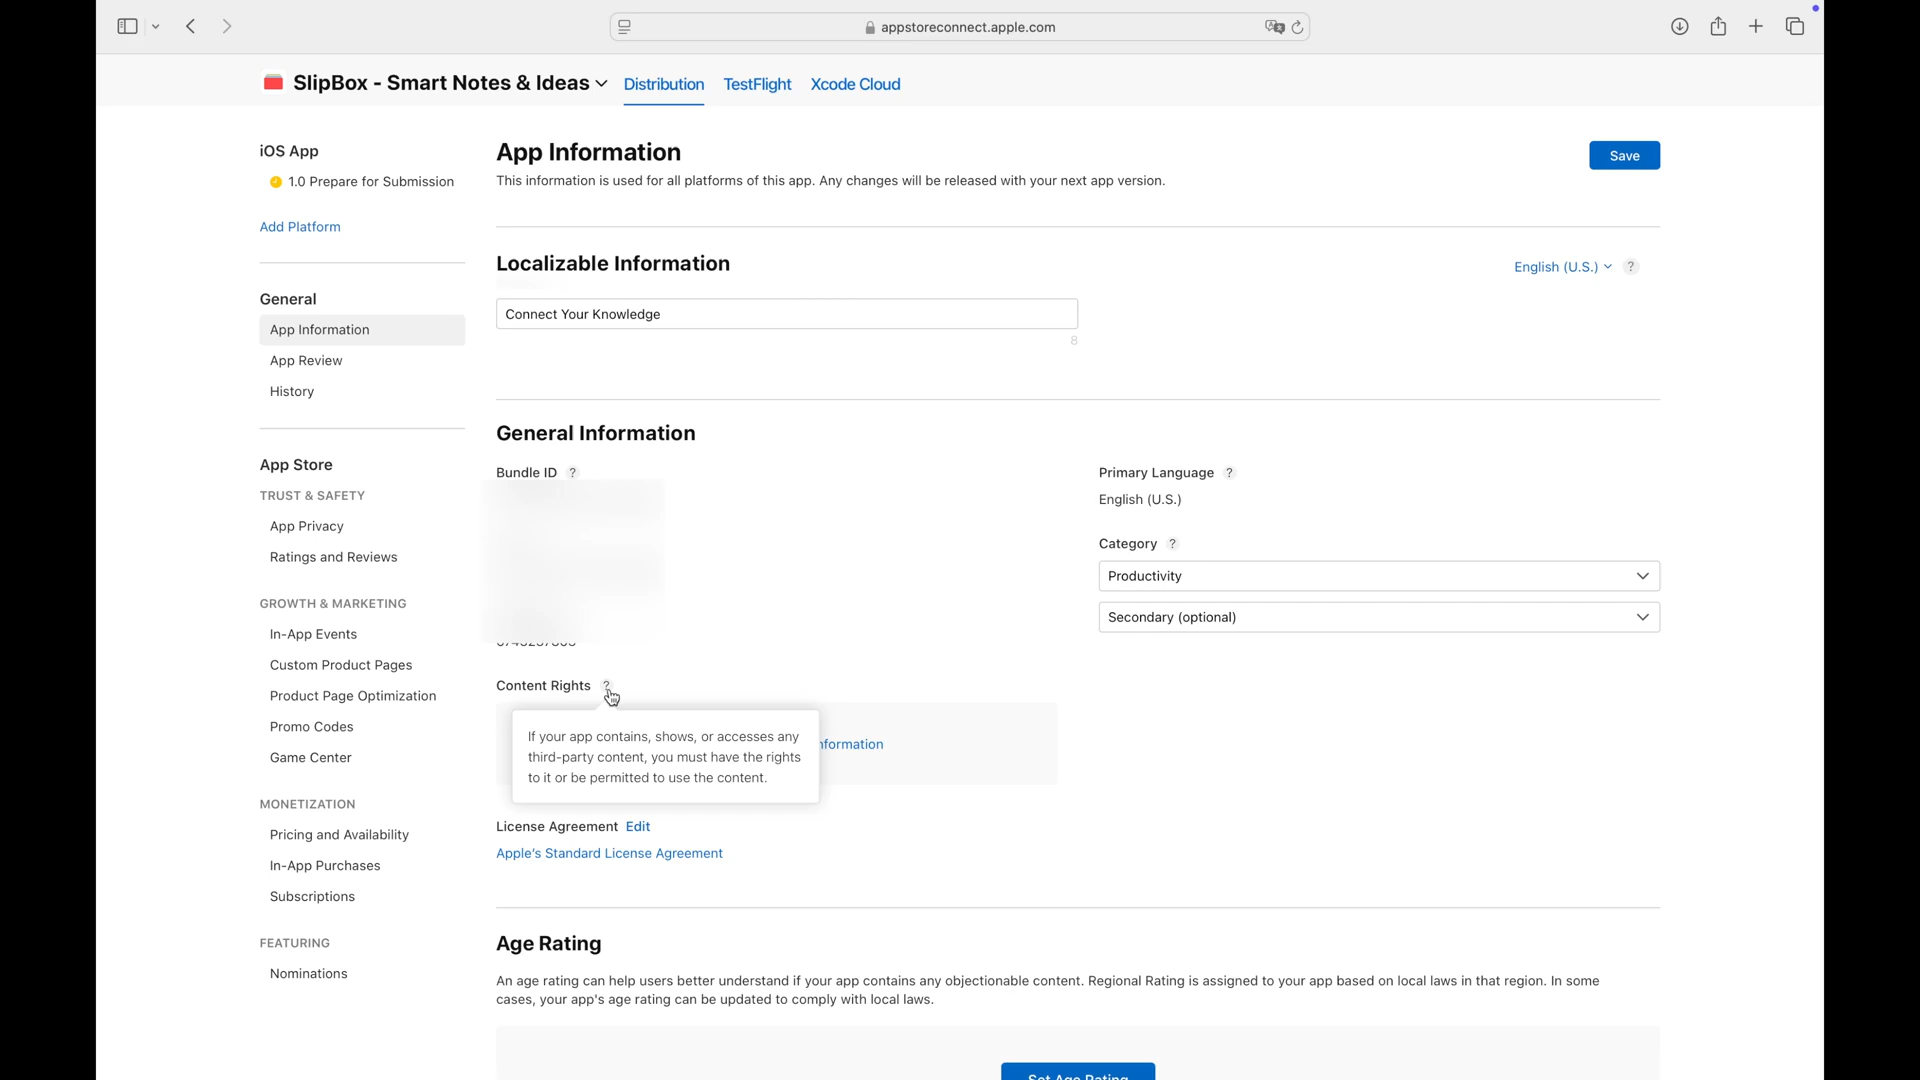 appstoreconnect.apple.com
SlipBox - Smart Notes & Ideas
Distribution
TestFlight
Xcode Cloud
iOS App
1.0 Prepare for Submission
Add Platform
General
App Information
App Review
History
App Store
TRUST & SAFETY
App Privacy
Ratings and Reviews
GROWTH & MARKETING
In-App Events
Custom Product Pages
Product Page Optimization
Promo Codes
Game Center
MONETIZATION
Pricing and Availability
In-App Purchases
Subscriptions
FEATURING
Nominations
App Information
Save
This information is used for all platforms of this app. Any changes will be released with your next app version.
Localizable Information
English (U.S.) ?
Connect Your Knowledge
8
General Information
Bundle ID ?
Primary Language ?
English (U.S.)
Category ?
Productivity
Secondary (optional)
Content Rights ?
If your app contains, shows, or accesses any
third-party content, you must have the rights
to it or be permitted to use the content.
nformation
License Agreement Edit
Apple's Standard License Agreement
Age Rating
An age rating can help users better understand if your app contains any objectionable content. Regional Rating is assigned to your app based on local laws in that region. In some
cases, your app's age rating can be updated to comply with local laws.
Set Age Rating